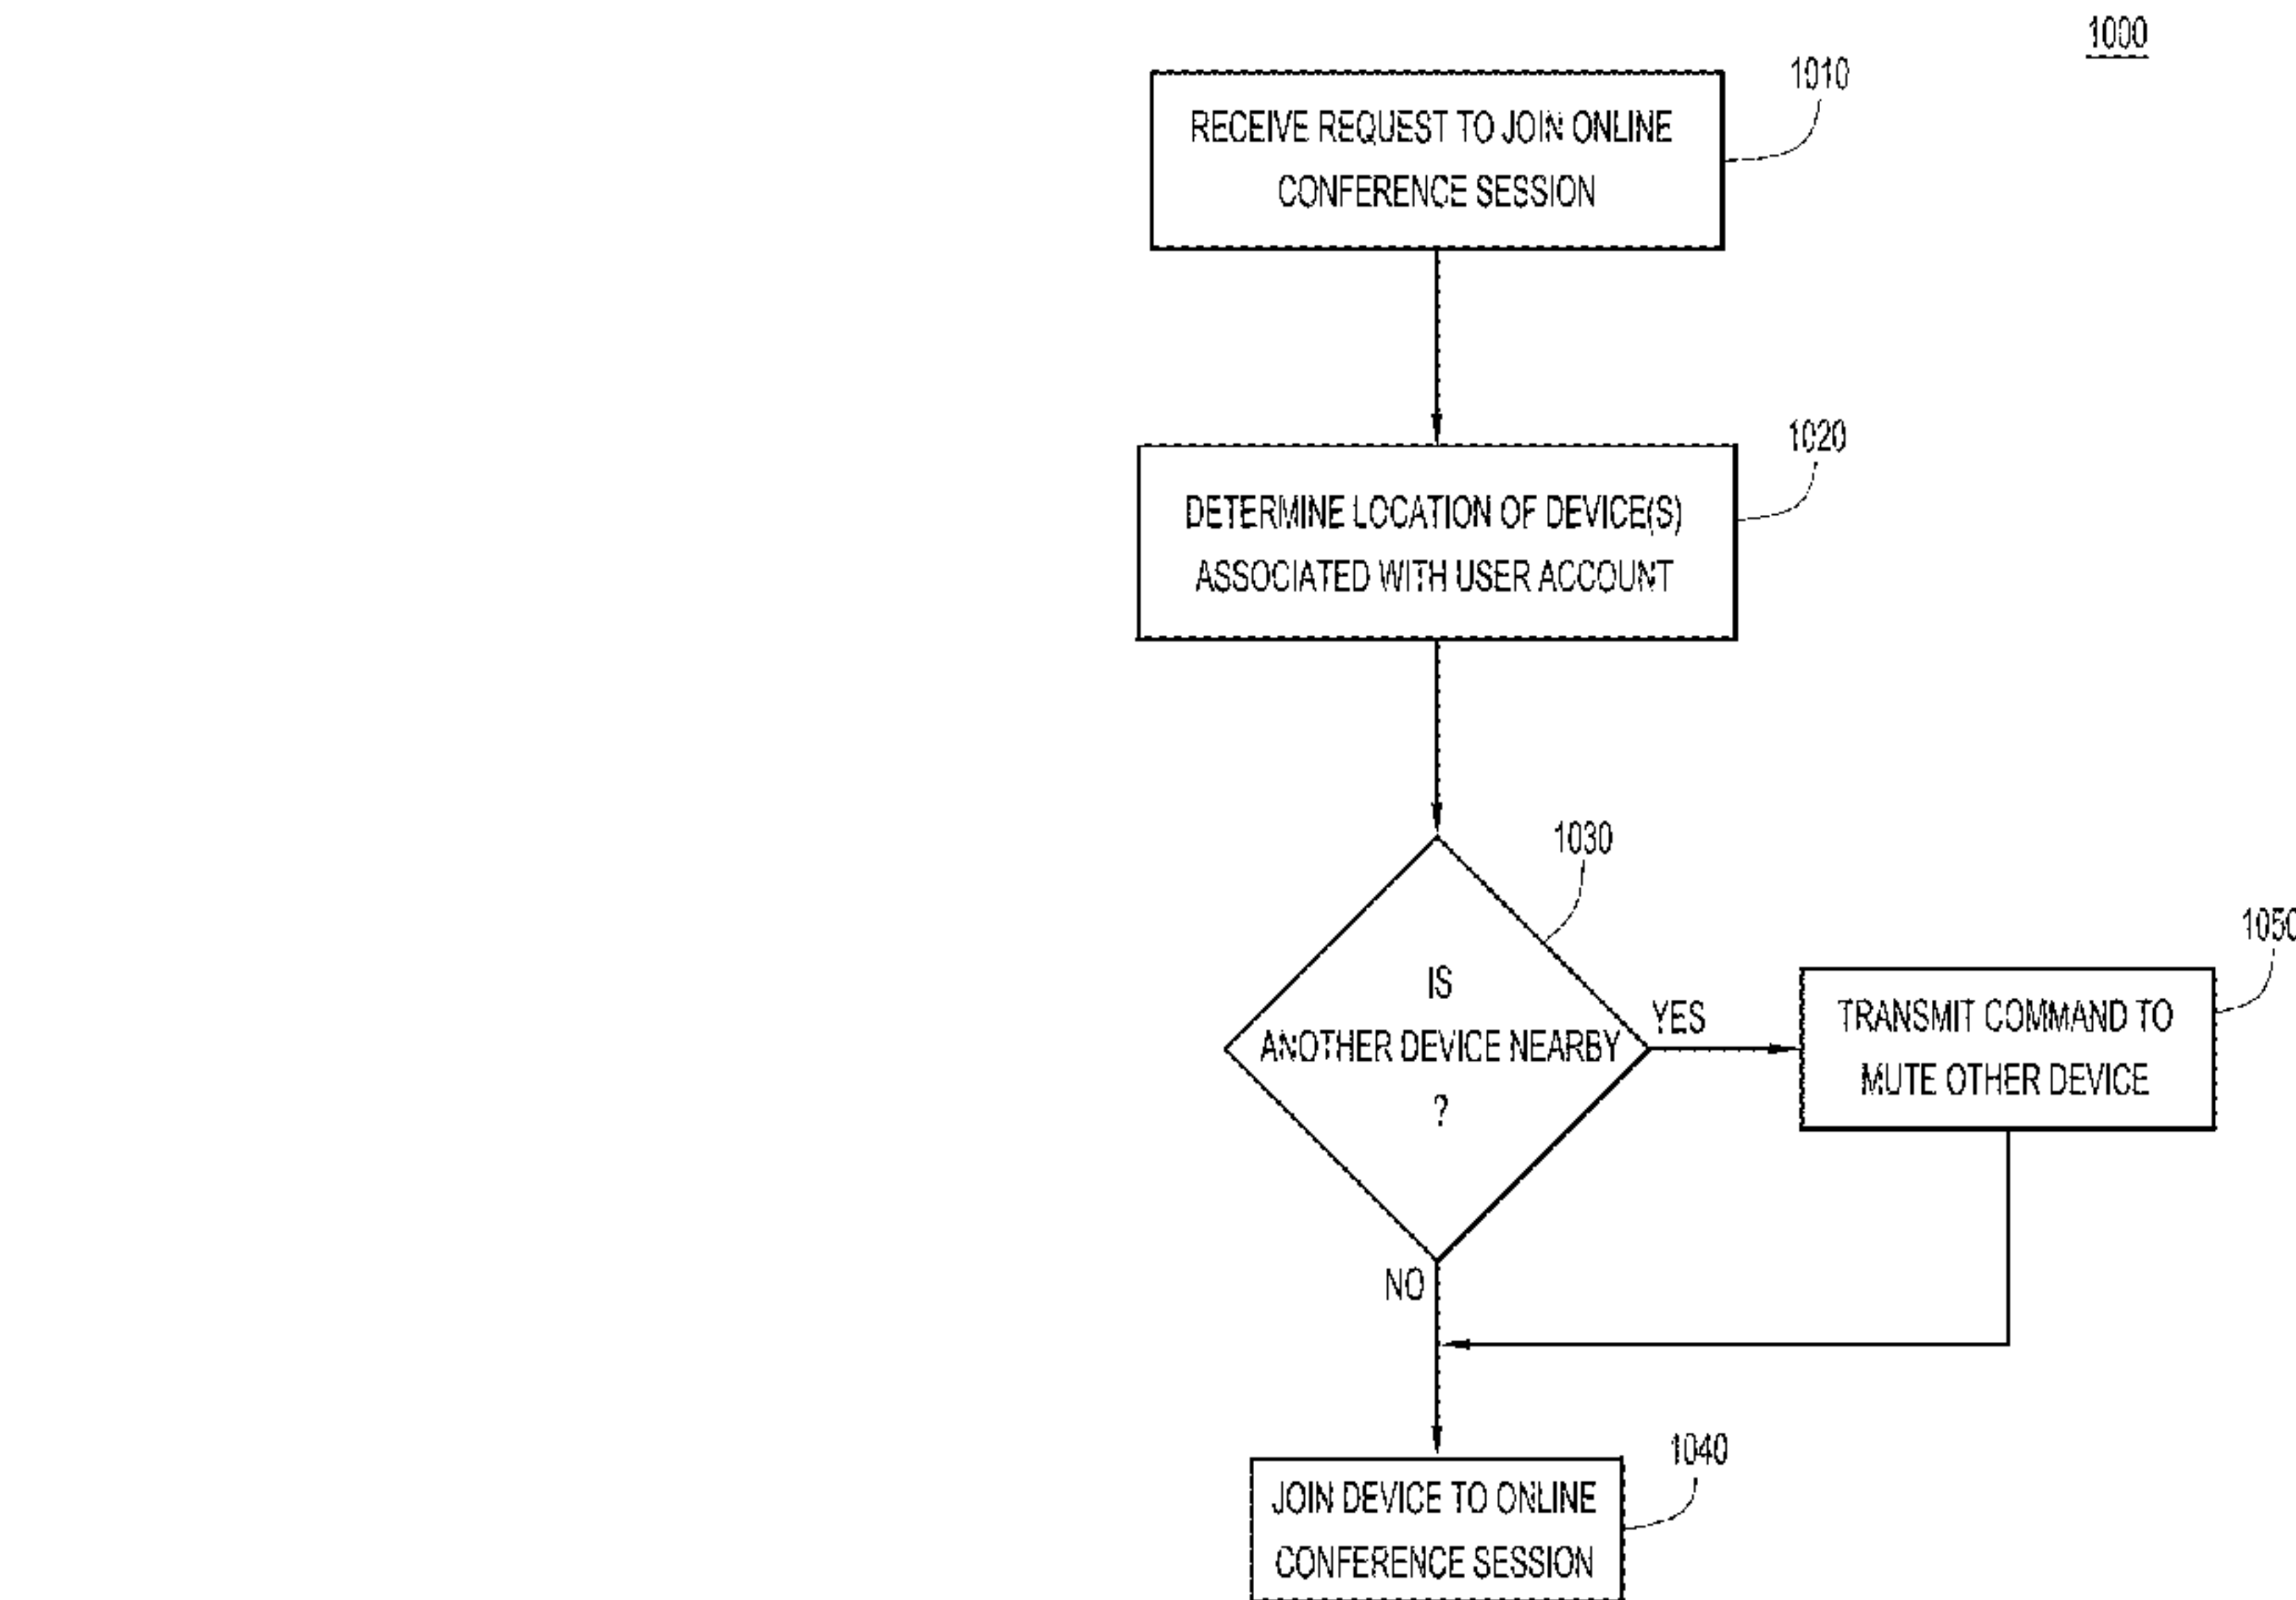 1000
1010
RECEIVE REQUEST TO JOIN ONLINE
CONFERENCE SESSION
1020
DETERMINE LOCATION OF DEVICE(S)
ASSOCIATED WITH USER ACCOUNT
1030
IS
ANOTHER DEVICE NEARBY
?
YES
1050
TRANSMIT COMMAND TO
MUTE OTHER DEVICE
NO
1040
JOIN DEVICE TO ONLINE
CONFERENCE SESSION